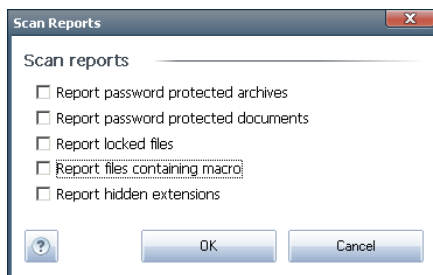 Scan Reports
Scan reports
Report password protected archives
Report password protected documents
Report locked files
Report files containing macro
Report hidden extensions
?
OK
Cancel